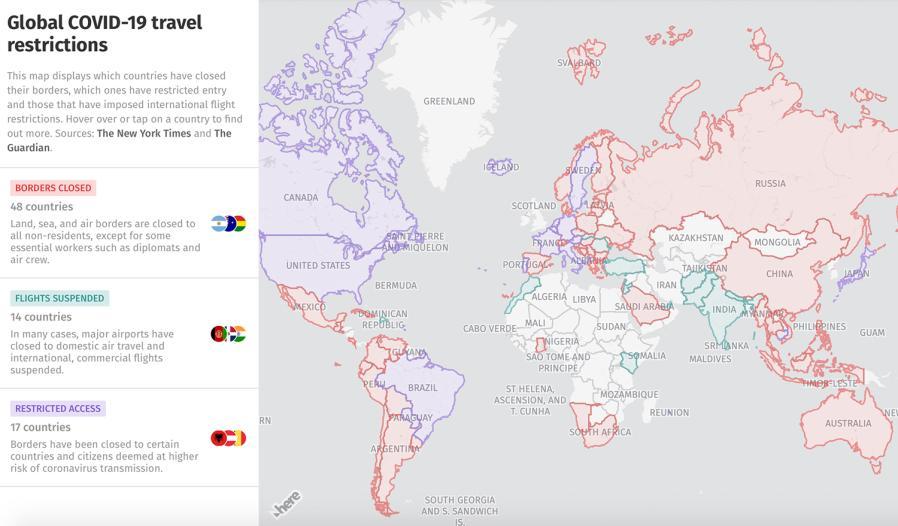 Global COVID-19 travel
restrictions
This map displays which countries have closed
their borders, which ones have restricted entry
and those that have imposed international flight
restrictions. Hover over or tap on a country to find
out more. Sources: The New York Times and The
Guardian.
BORDERS CLOSED
48 countries
Land, sea, and air borders are closed to
all non-residents, except for some
essential workers such as diplomats and
air crew.
FLIGHTS SUSPENDED
14 countries
In many cases, major airports have
closed to domestic air travel and
international, commercial flights
suspended.
RESTRICTED ACCESS
17 countries
Borders have been closed to certain
countries and citizens deemed at higher
risk of coronavirus transmission.
SVALBARD
GREENLAND
ICELAND
SWEDEN
RUSSIA
CANADA
SCOTLAND
LATVIA
SAINT PIERRE
AND MIQUELON
FRANCE
KAZAKHSTAN
MONGOLIA
UNITED STATES
PORTUGAL
ALBANIA
TAJIKISTAN
CHINA
JAPAN
BERMUDA
ALGERIA
LIBYA
IRAN
MEXICO
SAUDI ARABIA
INDIA
MYANMAR
DOMINICAN
REPUBLIC
CABO VERDE
MALI
SUDAN
PHILIPPINES
GUAM
NIGERIA
SRI LANKA
GUYANA
SAO TOME AND
PRINCIPE
SOMALIA
MALDIVES
PERU
BRAZIL
TIMOR-LESTE
ST HELENA,
ASCENSION, AND
T. CUNHA
MOZAMBIQUE
REUNION
RN
PARAGUAY
NEW
SOUTH AFRICA
AUSTRALIA
ARGENTINA
here
SOUTH GEORGIA
AND S. SANDWICH
IS.